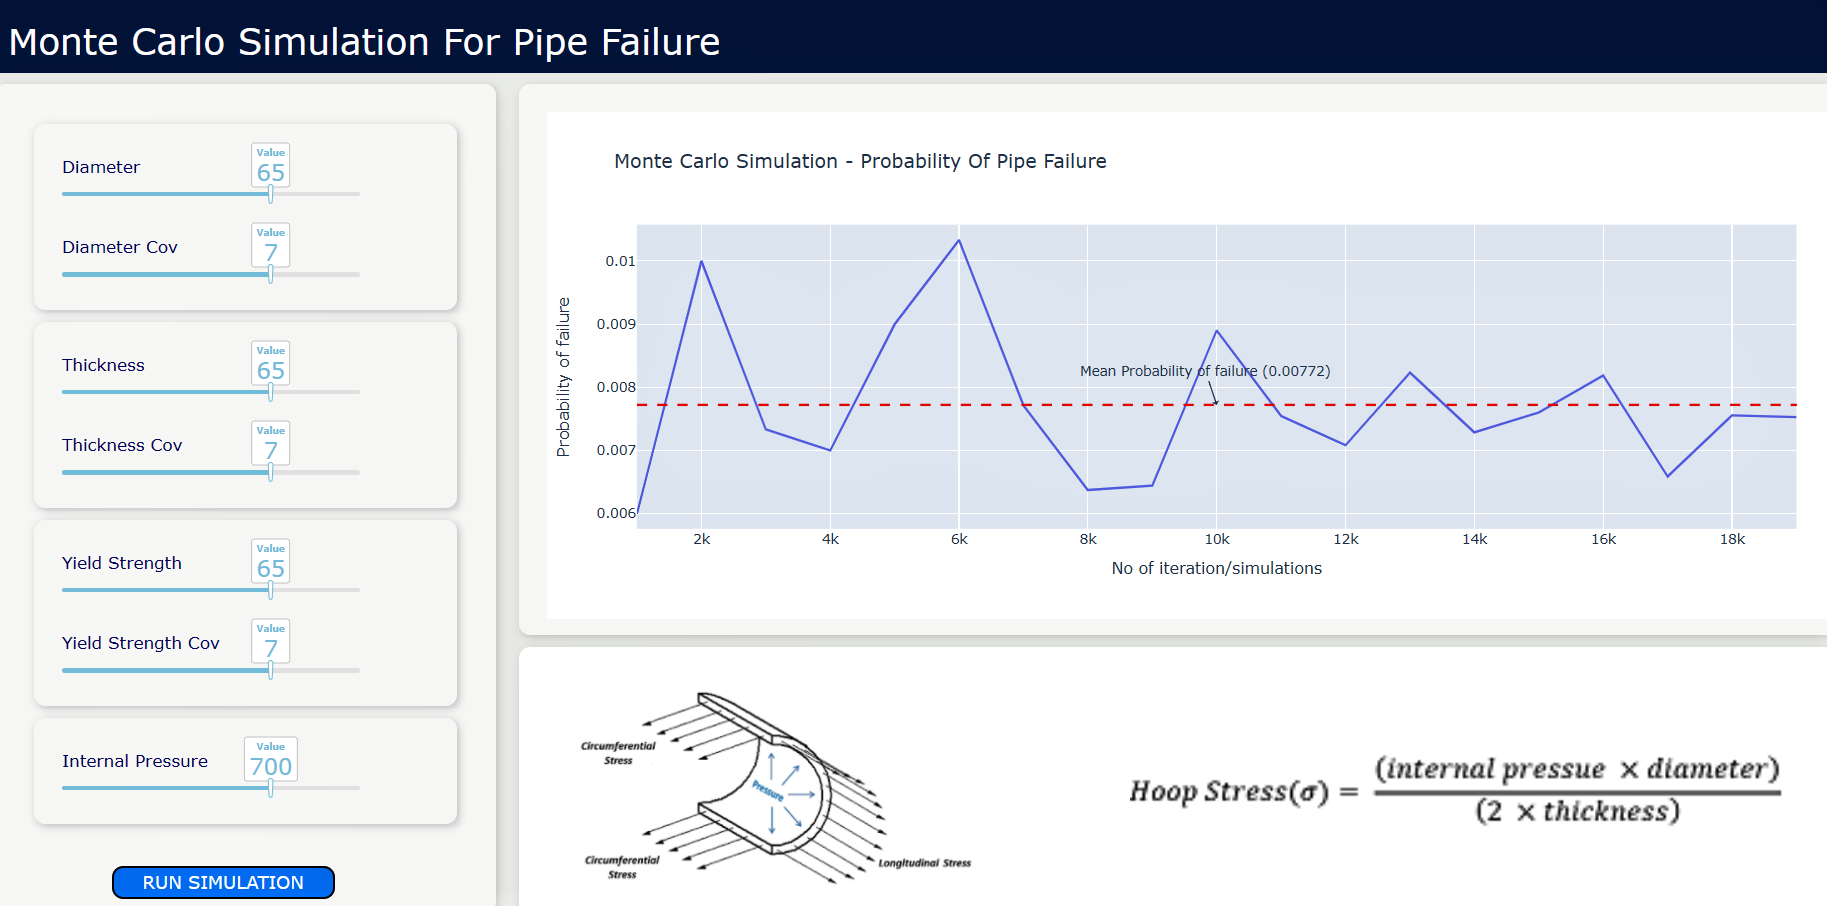 Monte Carlo Simulation For Pipe Failure
Diameter
Value
65
Diameter Cov
Value
7
Thickness
Value
65
Thickness Cov
Value
7
Yield Strength
Value
65
Yield Strength Cov
Value
7
Internal Pressure
Value
700
RUN SIMULATION
Monte Carlo Simulation - Probability Of Pipe Failure
Probability of failure
0.01
0.009
0.008
0.007
0.006
Mean Probability of failure (0.00772)
2k 4k 6k 8k 10k 12k 14k 16k 18k
No of iteration/simulations
Circumferential
Stress
Pressure
Circumferential
Stress
Longitudinal Stress
Hoop Stress(σ) = (internal pressue × diameter)
(2 × thickness)